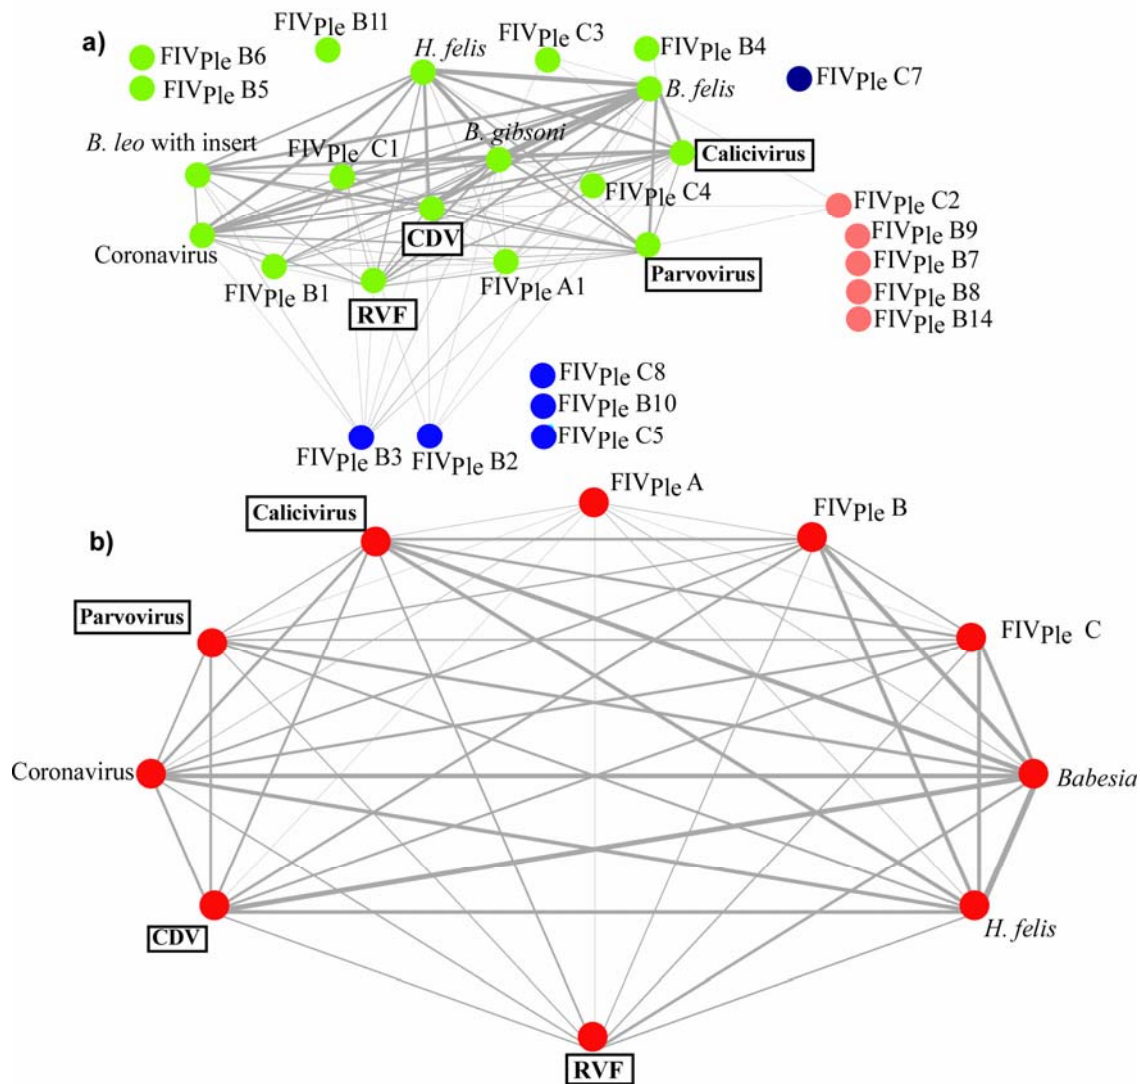 a)
FIVPle B11
FIVPle C3
FIVPle B4
H. felis
FIVPle B6
FIVPle B5
FIVPle C7
B. felis
B. leo with insert
FIVPle C1
B. gibsoni
Calicivirus
FIVPle C4
FIVPle C2
FIVPle B9
FIVPle B7
FIVPle B8
FIVPle B14
Coronavirus
CDV
Parvovirus
FIVPle B1
RVF
FIVPle A1
FIVPle C8
FIVPle B10
FIVPle C5
FIVPle B3
FIVPle B2
b)
FIVPle A
Calicivirus
FIVPle B
Parvovirus
FIVPle C
Coronavirus
Babesia
CDV
H. felis
RVF